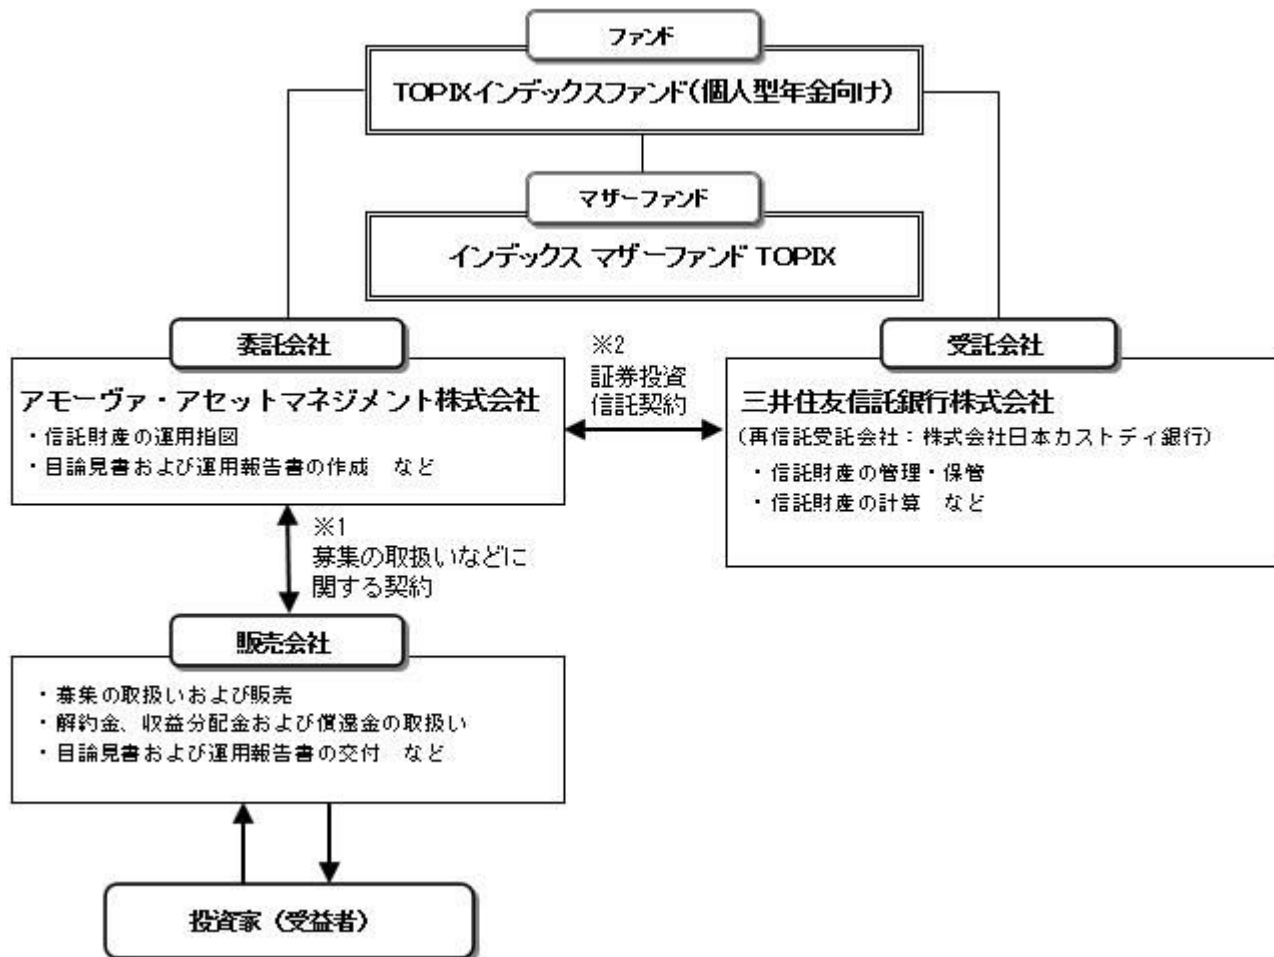 ファンド
TOPIXインデックスファンド(個人型年金向け)
マザーファンド
インデックス マザーファンド TOPIX
委託会社
アモーヴァ・アセットマネジメント株式会社
・信託財産の運用指図
・目論見書および運用報告書の作成　など
※2
証券投資
信託契約
受託会社
三井住友信託銀行株式会社
(再信託受託会社：株式会社日本カストディ銀行)
・信託財産の管理・保管
・信託財産の計算　など
※1
募集の取扱いなどに
関する契約
販売会社
・募集の取扱いおよび販売
・解約金、収益分配金および償還金の取扱い
・目論見書および運用報告書の交付　など
投資家（受益者）